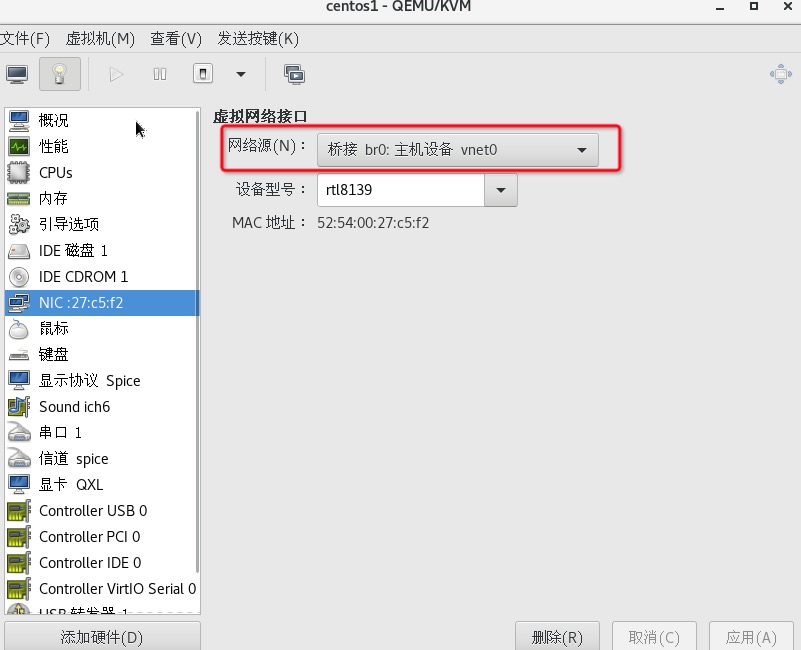 centos1 - QEMU/KVM
文件(F) 虚拟机(M) 查看(V) 发送按键(K)
概况
性能
CPUs
内存
引导选项
IDE 磁盘 1
IDE CDROM 1
NIC :27:c5:f2
鼠标
键盘
显示协议 Spice
Sound ich6
串口 1
信道 spice
显卡 QXL
Controller USB 0
Controller PCI 0
Controller IDE 0
Controller VirtIO Serial 0
USB 转发器 1
添加硬件(D)
虚拟网络接口
网络源(N)： 桥接 br0: 主机设备 vnet0
设备型号： rtl8139
MAC 地址： 52:54:00:27:c5:f2
删除(R) 取消(C) 应用(A)